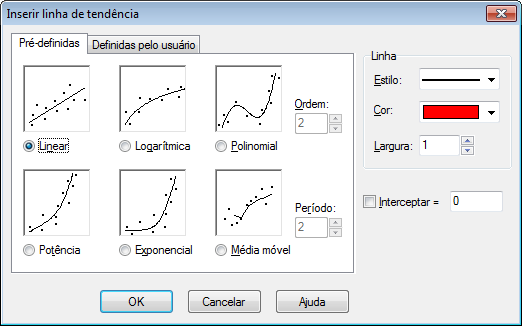 Inserir linha de tendência
Pré-definidas
Definidas pelo usuário
Linear
Logarítmica
Polinomial
Ordem:
2
Potência
Exponencial
Média móvel
Período:
2
Linha
Estilo:
Cor:
Largura:
1
Interceptar =
0
OK
Cancelar
Ajuda